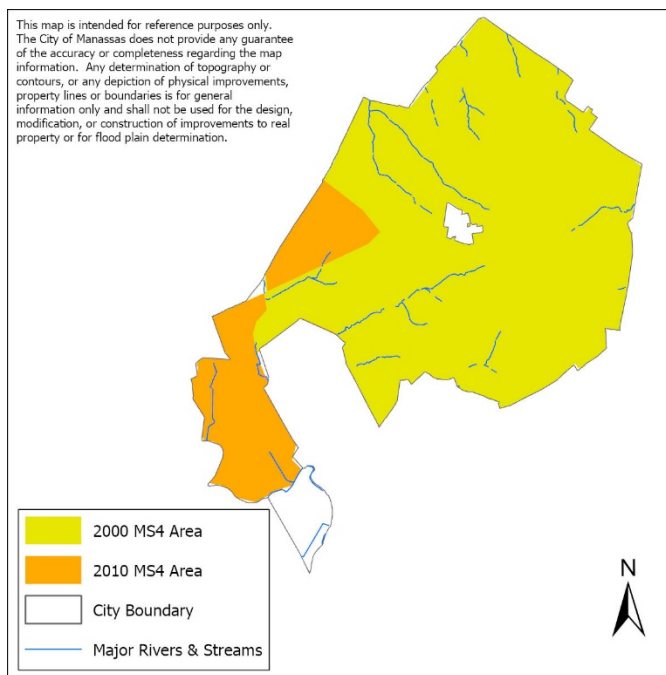 This map is intended for reference purposes only.
The City of Manassas does not provide any guarantee
of the accuracy or completeness regarding the map
information.  Any determination of topography or
contours, or any depiction of physical improvements,
property lines or boundaries is for general
information only and shall not be used for the design,
modification, or construction of improvements to real
property or for flood plain determination.
2000 MS4 Area
2010 MS4 Area
City Boundary
Major Rivers & Streams
N